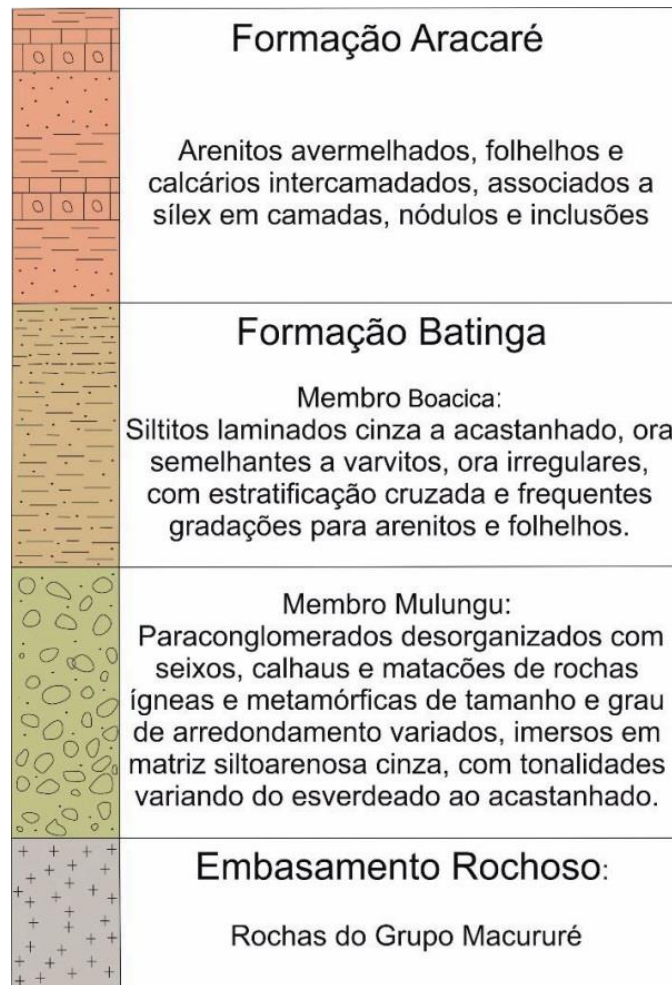 Formação Aracaré
Arenitos avermelhados, folhelhos e
calcários intercamadados, associados a
sílex em camadas, nódulos e inclusões
Formação Batinga
Membro Boacica:
Siltitos laminados cinza a acastanhado, ora
semelhantes a varvitos, ora irregulares,
com estratificação cruzada e frequentes
gradações para arenitos e folhelhos.
Membro Mulungu:
Paraconglomerados desorganizados com
seixos, calhaus e matacões de rochas
ígneas e metamórficas de tamanho e grau
de arredondamento variados, imersos em
matriz siltoarenosa cinza, com tonalidades
variando do esverdeado ao acastanhado.
Embasamento Rochoso:
Rochas do Grupo Macururé